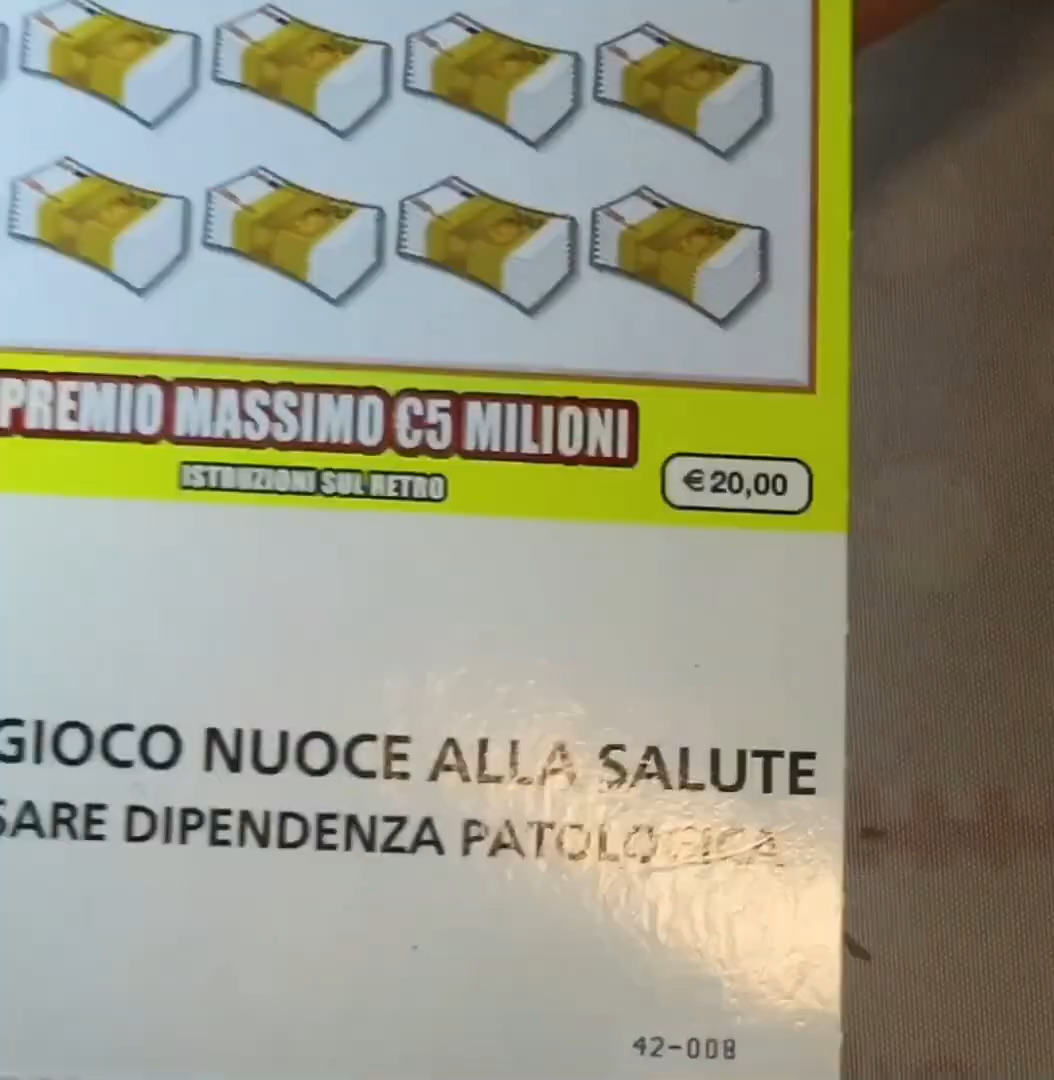 PREMIO MASSIMO €5 MILIONI
ISTRUZIONI SUL RETRO
€20,00
GIOCO NUOCE ALLA SALUTE
SARE DIPENDENZA PATOLOGICA
42-008